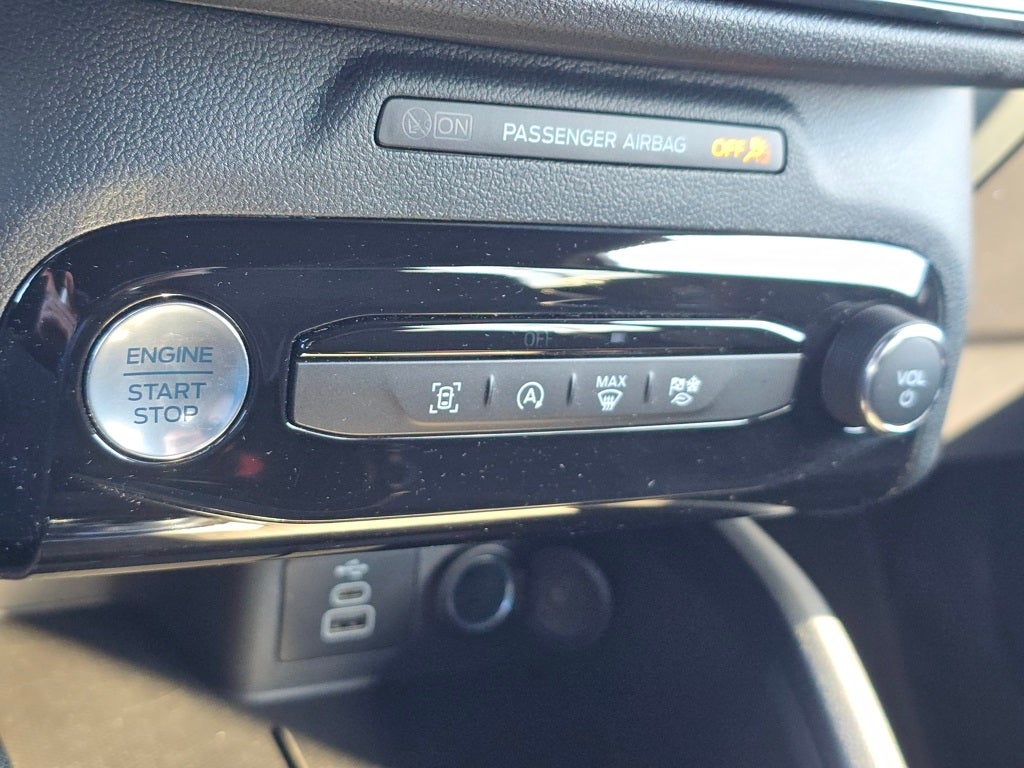 ON PASSENGER AIRBAG OFF
OFF
ENGINE
START
STOP
A
MAX
VOL